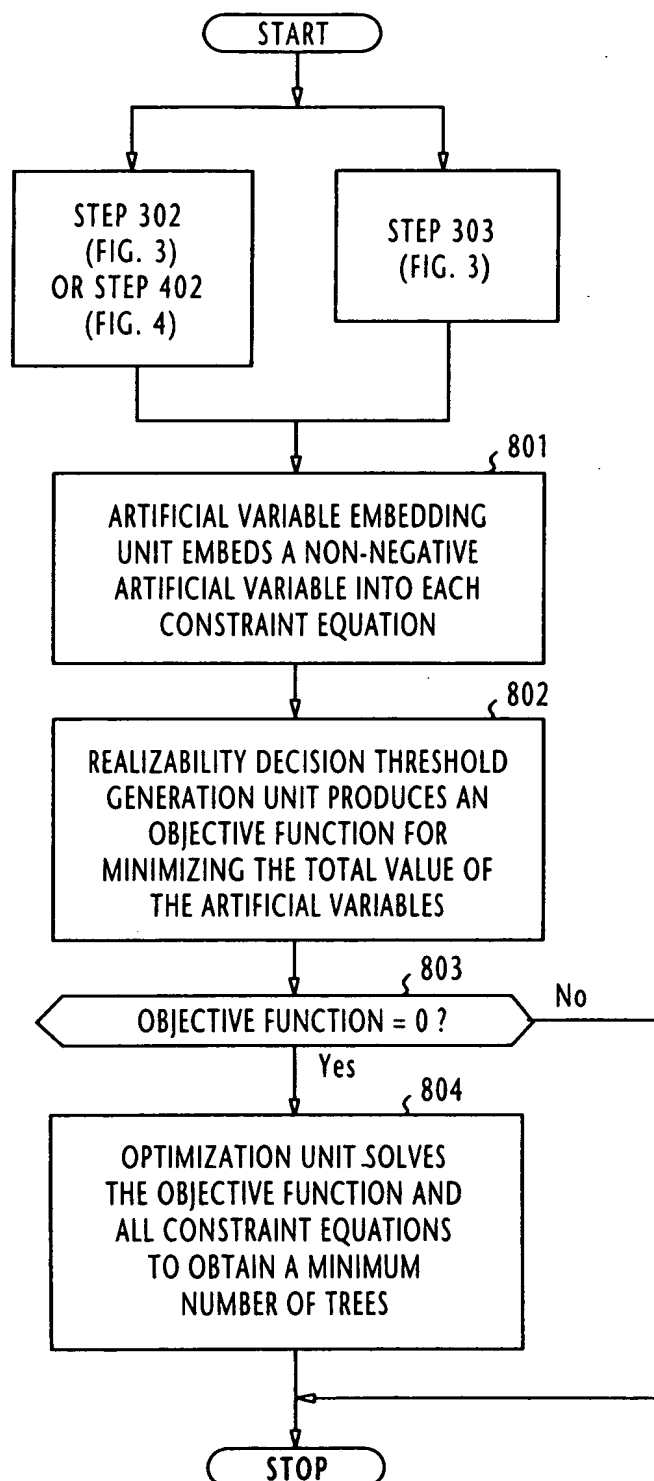 START
STEP 302
(FIG. 3)
OR STEP 402
(FIG. 4)
STEP 303
(FIG. 3)
801
ARTIFICIAL VARIABLE EMBEDDING
UNIT EMBEDS A NON-NEGATIVE
ARTIFICIAL VARIABLE INTO EACH
CONSTRAINT EQUATION
802
REALIZABILITY DECISION THRESHOLD
GENERATION UNIT PRODUCES AN
OBJECTIVE FUNCTION FOR
MINIMIZING THE TOTAL VALUE OF
THE ARTIFICIAL VARIABLES
803
OBJECTIVE FUNCTION = 0 ?
No
Yes
804
OPTIMIZATION UNIT SOLVES
THE OBJECTIVE FUNCTION AND
ALL CONSTRAINT EQUATIONS
TO OBTAIN A MINIMUM
NUMBER OF TREES
STOP